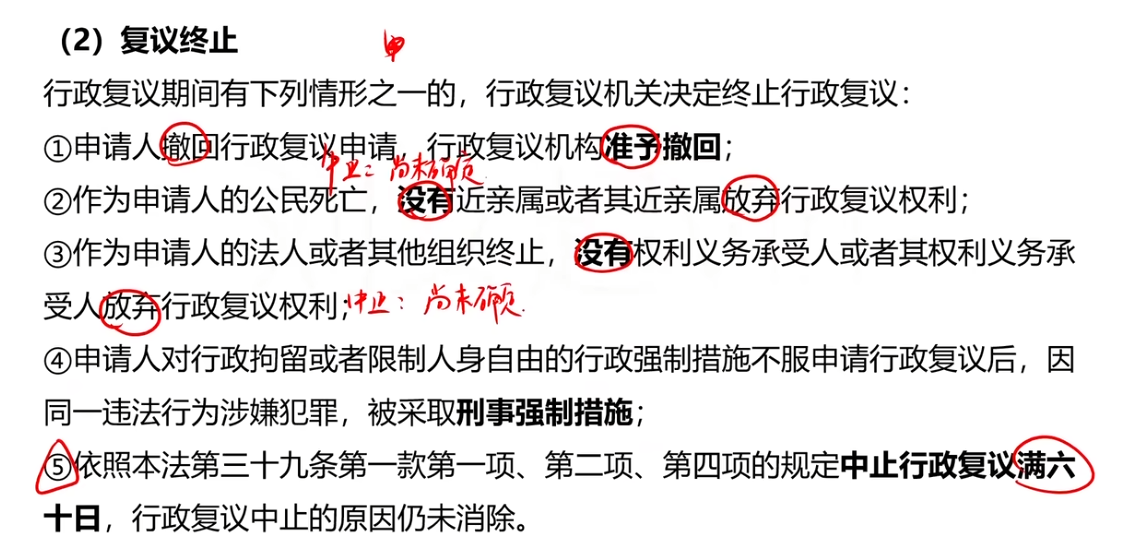 （2）复议终止
行政复议期间有下列情形之一的，行政复议机关决定终止行政复议：
①申请人撤回行政复议申请，行政复议机构准予撤回；
中止：尚未确定
②作为申请人的公民死亡，没有近亲属或者其近亲属放弃行政复议权利；
③作为申请人的法人或者其他组织终止，没有权利义务承受人或者其权利义务承
受人放弃行政复议权利；中止：尚未确定
④申请人对行政拘留或者限制人身自由的行政强制措施不服申请行政复议后，因
同一违法行为涉嫌犯罪，被采取刑事强制措施；
⑤依照本法第三十九条第一款第一项、第二项、第四项的规定中止行政复议满六
十日，行政复议中止的原因仍未消除。